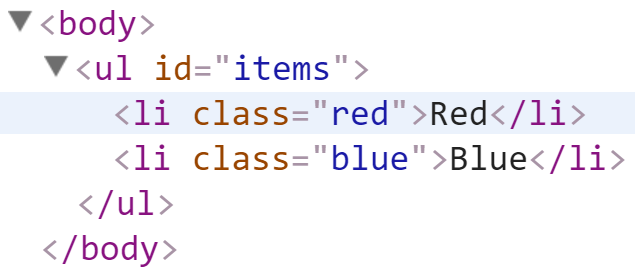 <body>
<ul id="items">
<li class="red">Red</li>
<li class="blue">Blue</li>
</ul>
</body>